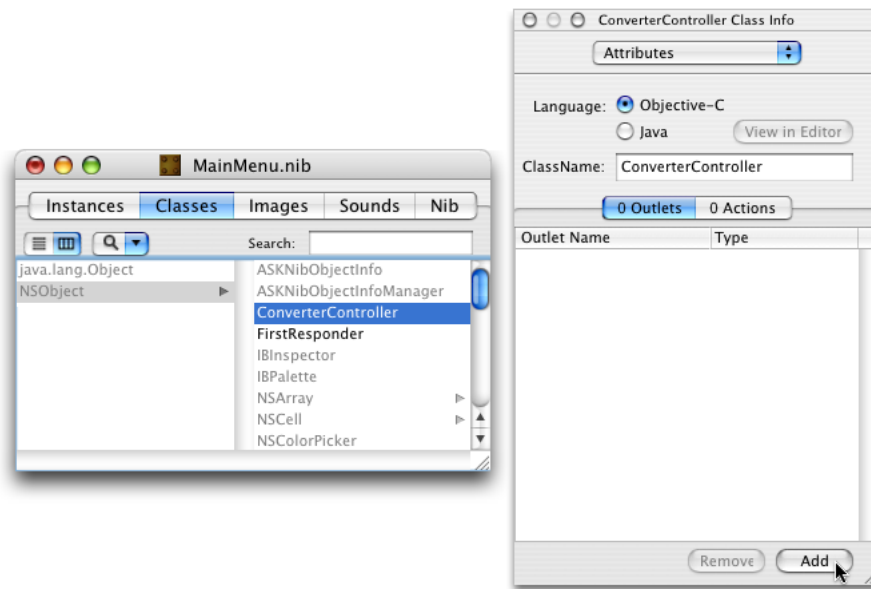 ConverterController Class Info
Attributes
Language: Objective-C
Java View in Editor
ClassName: ConverterController
0 Outlets 0 Actions
Outlet Name Type
Remove Add
MainMenu.nib
Instances Classes Images Sounds Nib
Search:
java.lang.Object
NSObject
ASKNibObjectInfo
ASKNibObjectInfoManager
ConverterController
FirstResponder
IBInspector
IBPalette
NSArray
NSCell
NSColorPicker